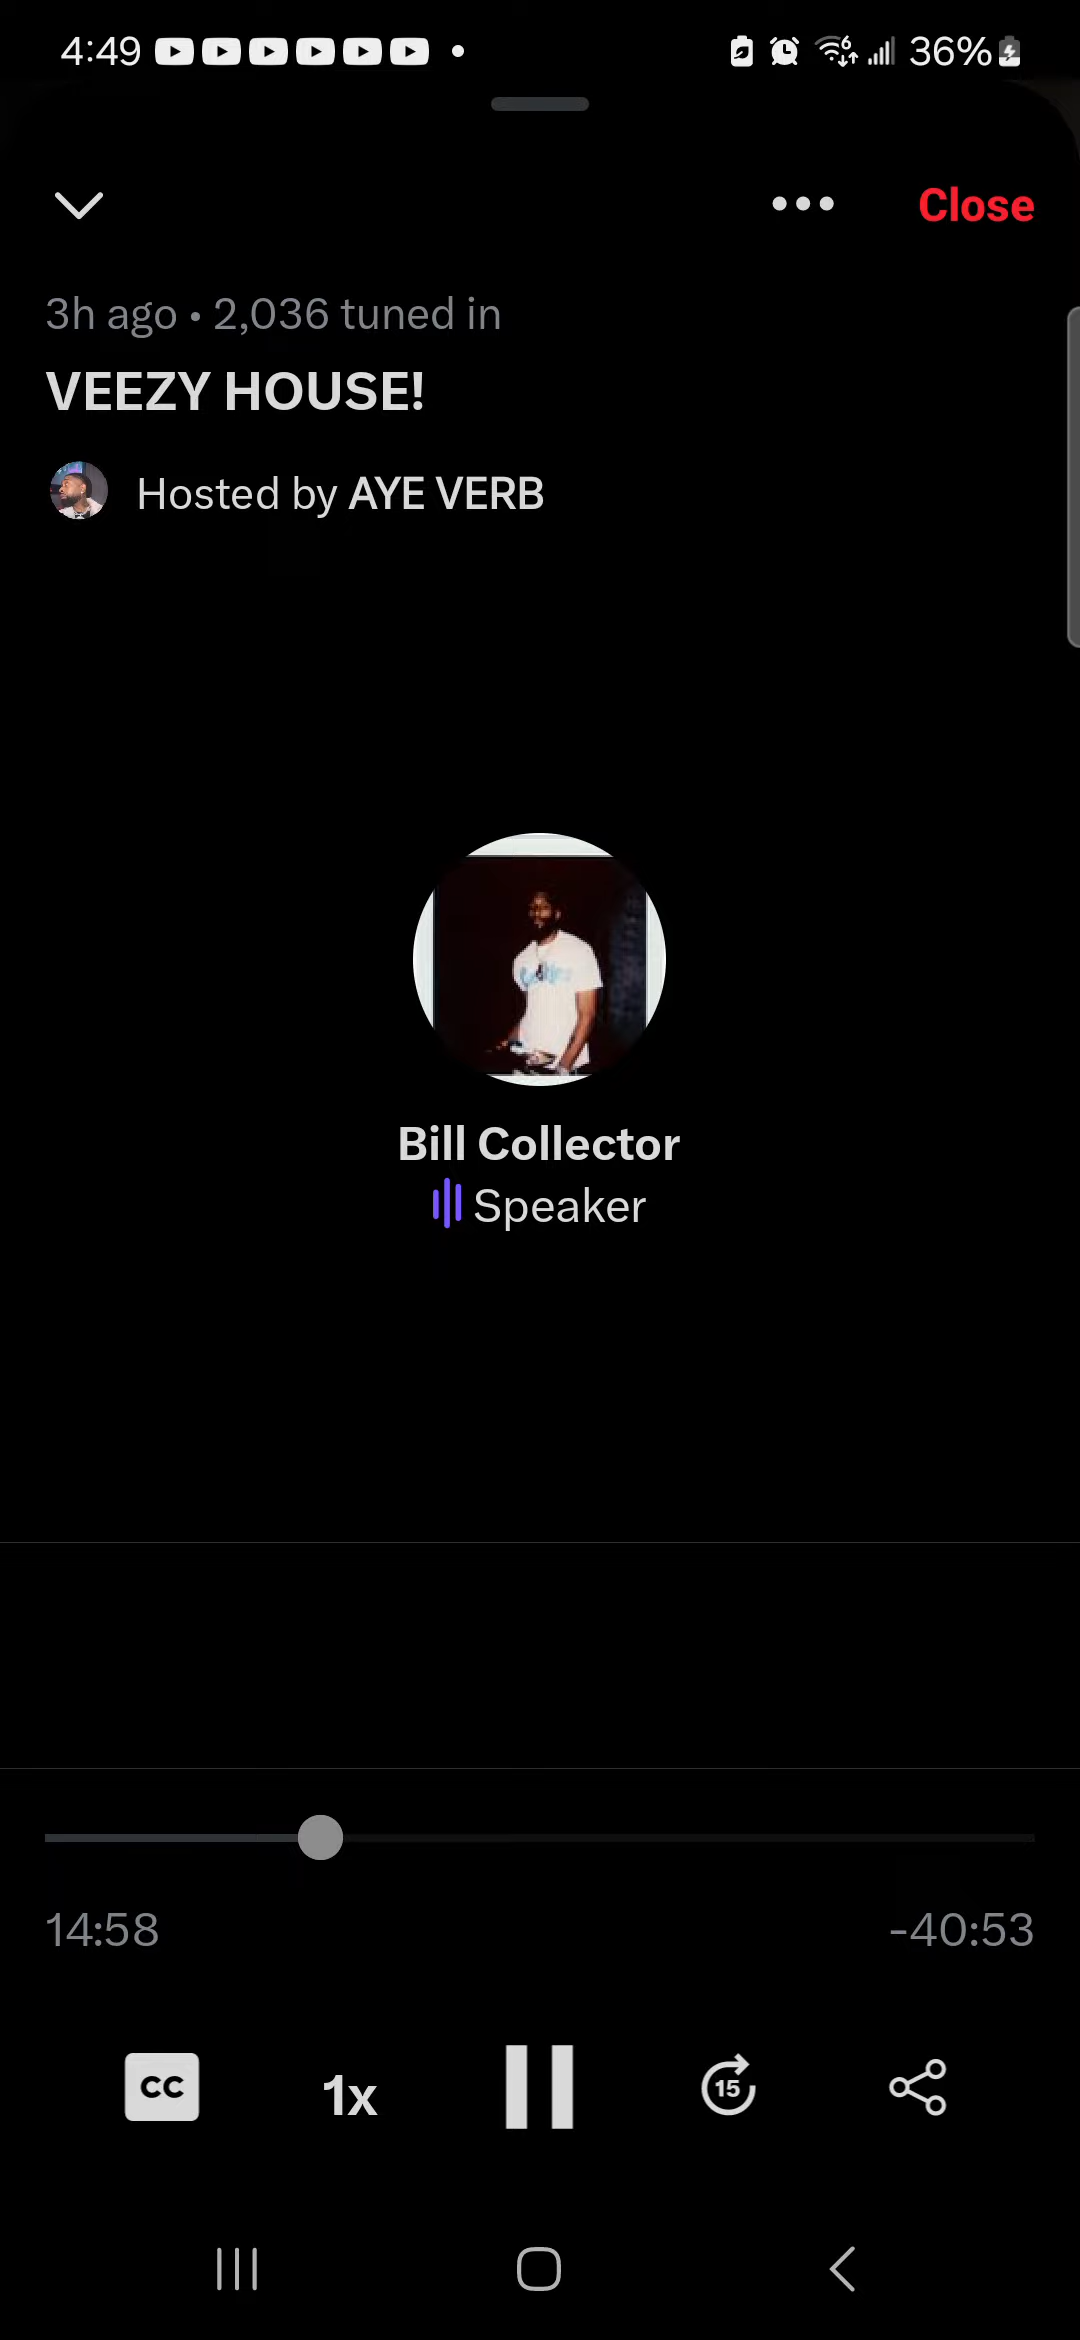 4:49 36%
Close
3h ago • 2,036 tuned in
VEEZY HOUSE!
Hosted by AYE VERB
Bill Collector
Speaker
14:58 -40:53
CC 1x 15